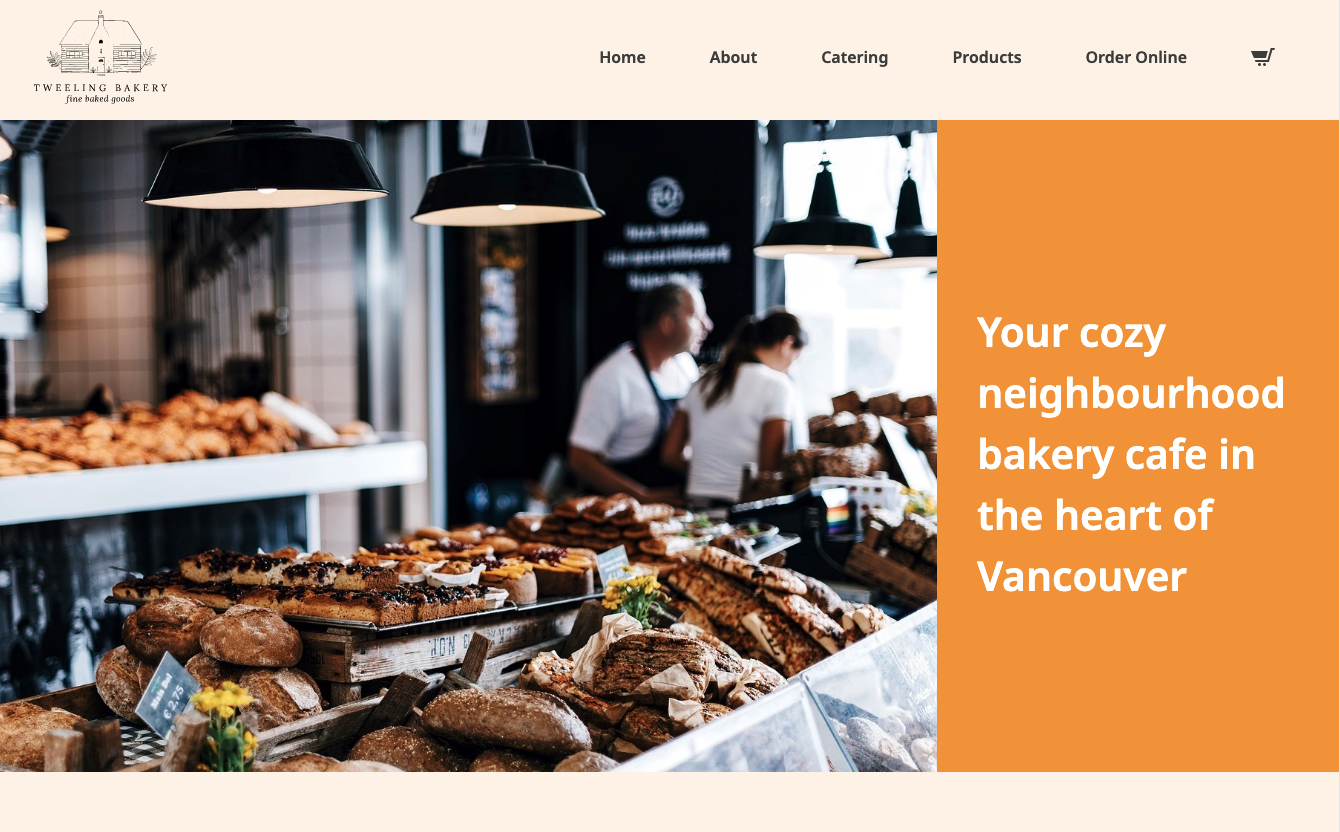 TWEELING BAKERY
fine baked goods
Home
About
Catering
Products
Order Online
Your cozy
neighbourhood
bakery cafe in
the heart of
Vancouver
€ 2,75